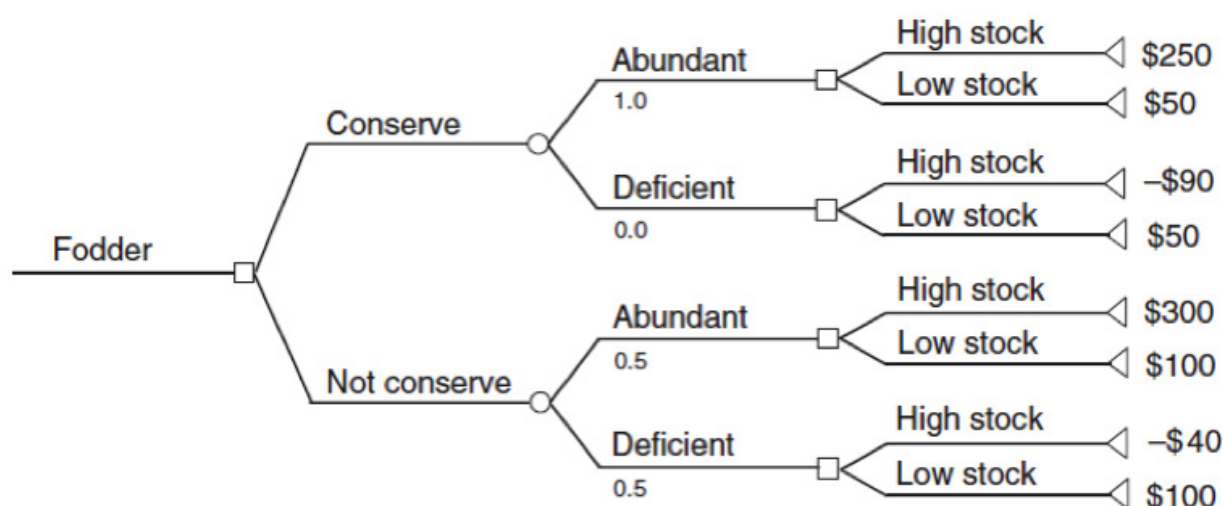 High stock
$250
Abundant
1.0
Low stock
$50
Conserve
High stock
–$90
Deficient
0.0
Low stock
$50
Fodder
High stock
$300
Abundant
0.5
Low stock
$100
Not conserve
High stock
–$40
Deficient
0.5
Low stock
$100